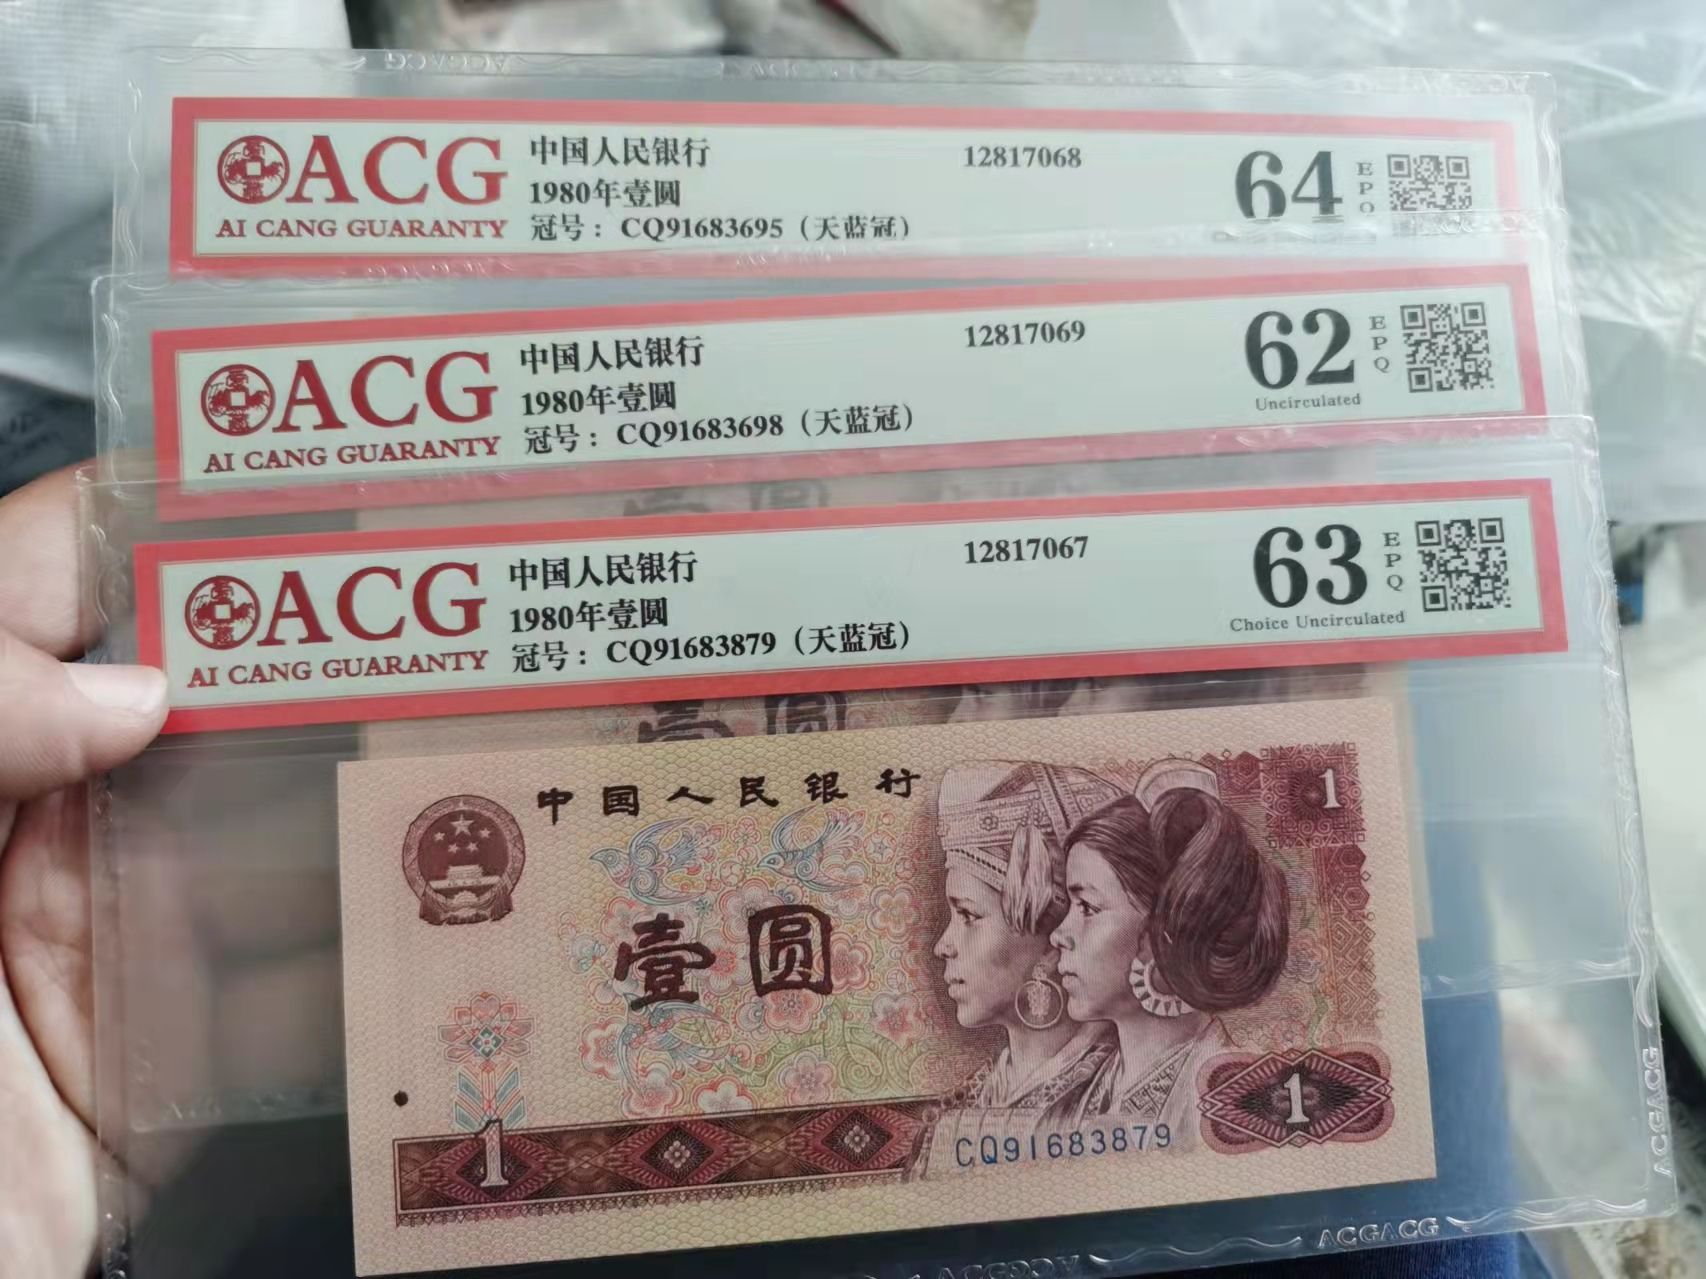 ACG
AI CANG GUARANTY
中国人民银行
1980年壹圆
冠号：CQ91683695（天蓝冠）
12817068
64
EPQ
ACG
AI CANG GUARANTY
中国人民银行
1980年壹圆
冠号：CQ91683698（天蓝冠）
12817069
62
EPQ
Uncirculated
ACG
AI CANG GUARANTY
中国人民银行
1980年壹圆
冠号：CQ91683879（天蓝冠）
12817067
63
EPQ
Choice Uncirculated
壹圆
中国人民银行
1
壹圆
1
1
CQ91683879
ACGACG
ACGACG